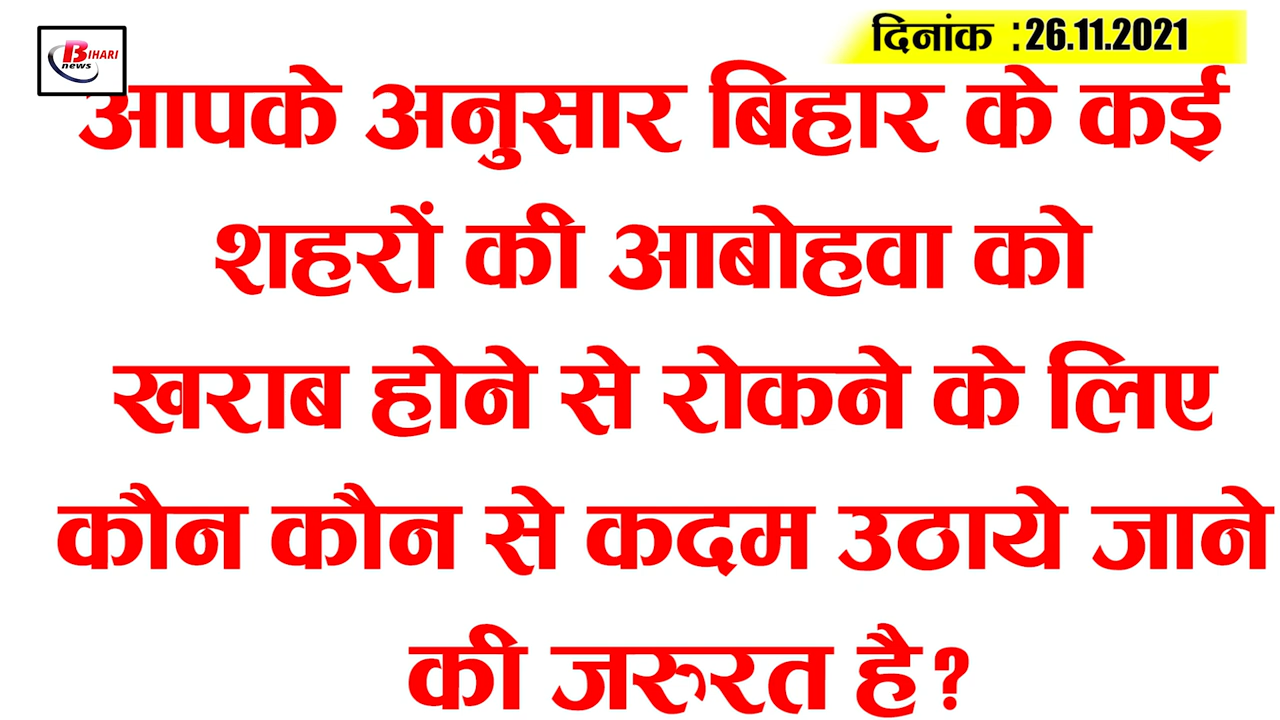 BIHARI
news
दिनांक : 26.11.2021
आपके अनुसार बिहार के कई
शहरों की आबोहवा को
खराब होने से रोकने के लिए
कौन कौन से कदम उठाये जाने
की जरुरत है?